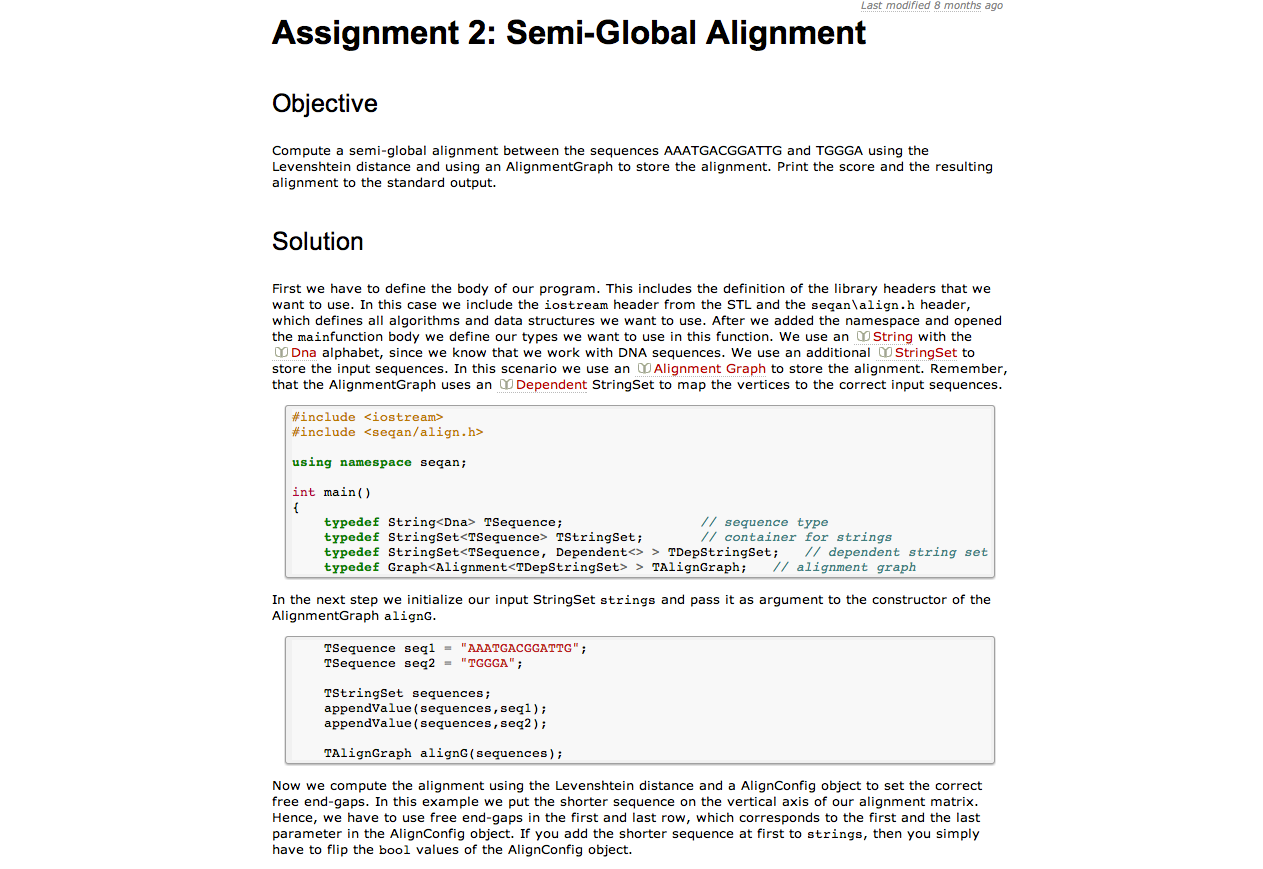 Last modified 8 months ago
Assignment 2: Semi-Global Alignment
Objective
Compute a semi-global alignment between the sequences AAATGACGGATTG and TGGGA using the
Levenshtein distance and using an AlignmentGraph to store the alignment. Print the score and the resulting
alignment to the standard output.
Solution
First we have to define the body of our program. This includes the definition of the library headers that we
want to use. In this case we include the iostream header from the STL and the seqan\align.h header,
which defines all algorithms and data structures we want to use. After we added the namespace and opened
the mainfunction body we define our types we want to use in this function. We use an String with the
Dna alphabet, since we know that we work with DNA sequences. We use an additional StringSet to
store the input sequences. In this scenario we use an Alignment Graph to store the alignment. Remember,
that the AlignmentGraph uses an Dependent StringSet to map the vertices to the correct input sequences.
#include <iostream>
#include <seqan/align.h>
using namespace seqan;
int main()
{
typedef String<Dna> TSequence; // sequence type
typedef StringSet<TSequence> TStringSet; // container for strings
typedef StringSet<TSequence, Dependent<> > TDepStringSet; // dependent string set
typedef Graph<Alignment<TDepStringSet> > TAlignGraph; // alignment graph
In the next step we initialize our input StringSet strings and pass it as argument to the constructor of the
AlignmentGraph alignG.
TSequence seq1 = "AAATGACGGATTG";
TSequence seq2 = "TGGGA";
TStringSet sequences;
appendValue(sequences,seq1);
appendValue(sequences,seq2);
TAlignGraph alignG(sequences);
Now we compute the alignment using the Levenshtein distance and a AlignConfig object to set the correct
free end-gaps. In this example we put the shorter sequence on the vertical axis of our alignment matrix.
Hence, we have to use free end-gaps in the first and last row, which corresponds to the first and the last
parameter in the AlignConfig object. If you add the shorter sequence at first to strings, then you simply
have to flip the bool values of the AlignConfig object.